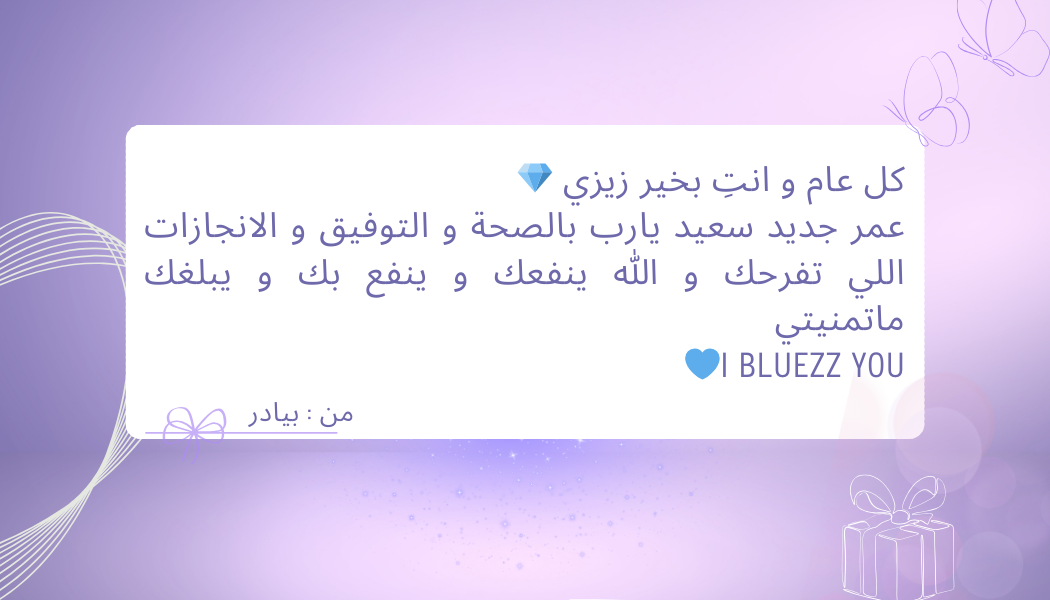 كل عام و انتِ بخير زيزي 💎
عمر جديد سعيد يارب بالصحة و التوفيق و الانجازات
اللي تفرحك و الله ينفعك و ينفع بك و يبلغك
ماتمنيتي
I BLUEZZ YOU💙
من : بيادر